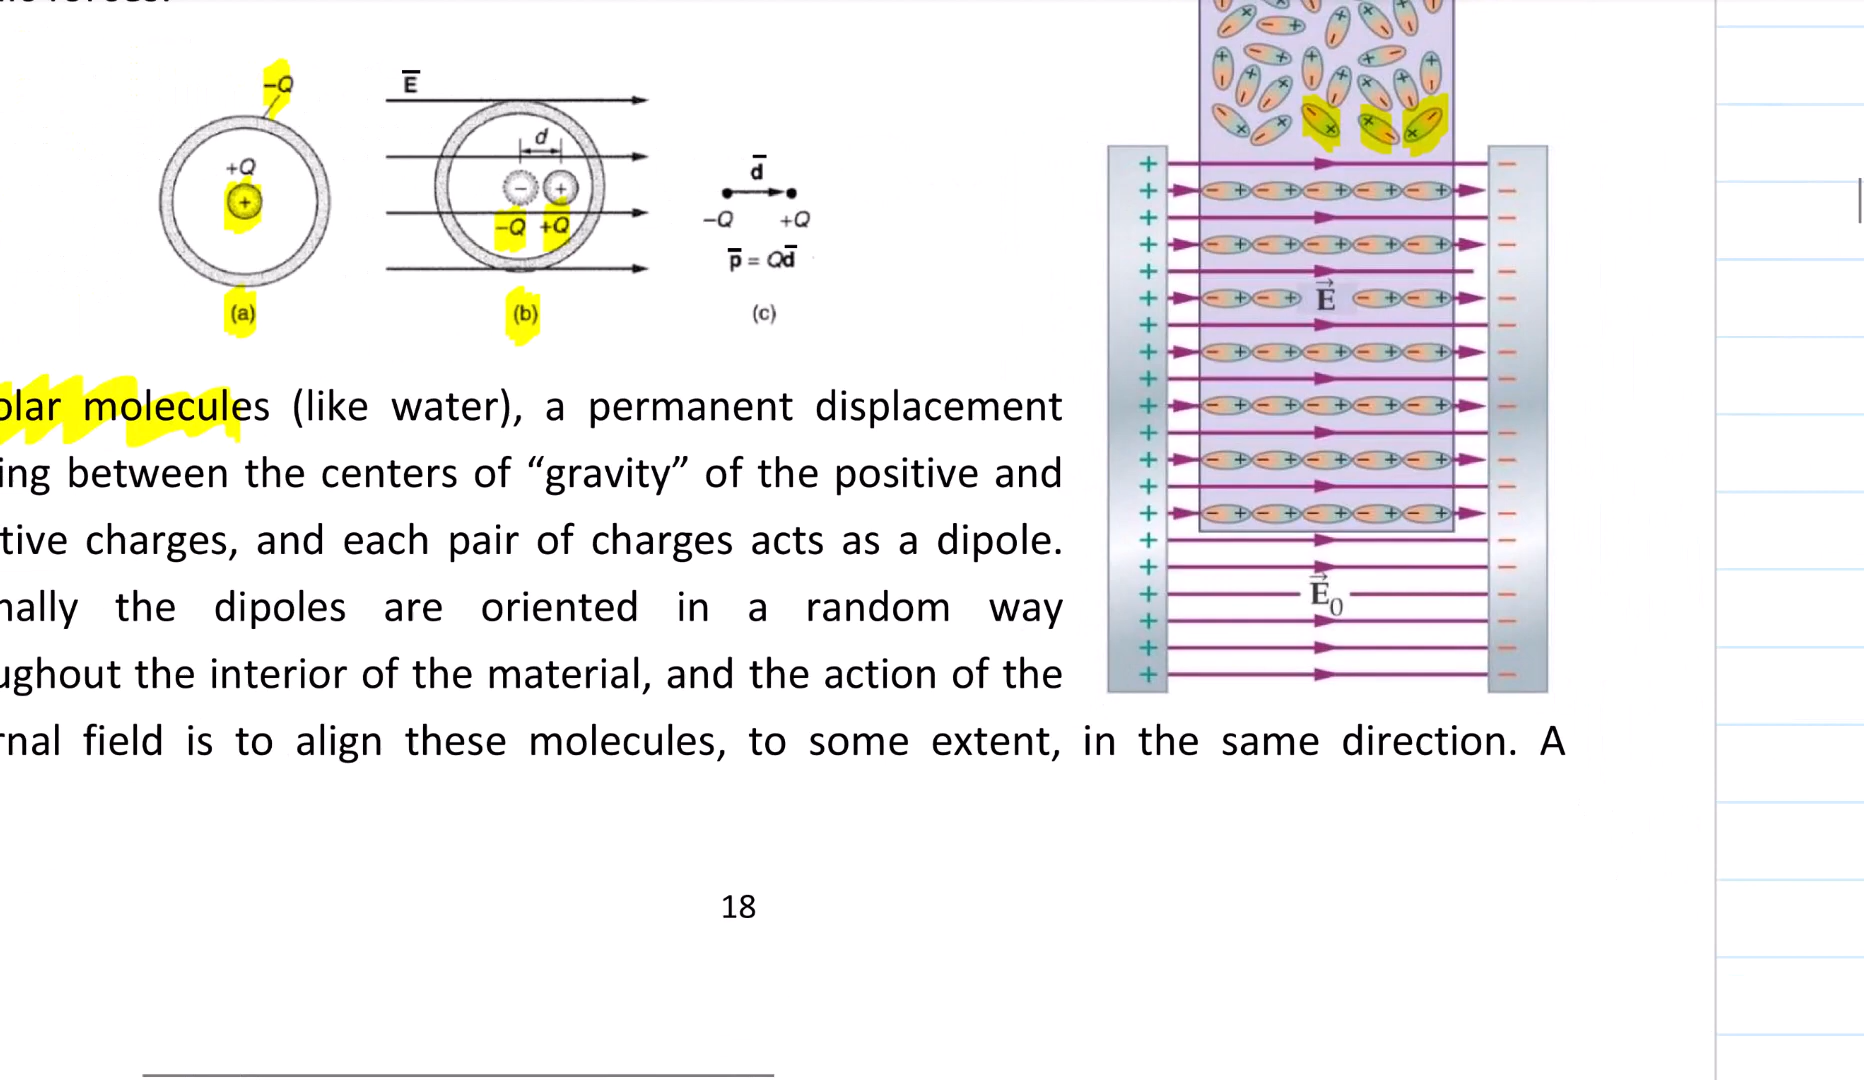 –Q
+Q
+
(a)
E
d
– +
–Q +Q
(b)
d
–Q +Q
p = Qd
(c)
E
E0
olar molecules (like water), a permanent displacement
ing between the centers of “gravity” of the positive and
tive charges, and each pair of charges acts as a dipole.
nally the dipoles are oriented in a random way
ughout the interior of the material, and the action of the
rnal field is to align these molecules, to some extent, in the same direction. A
18